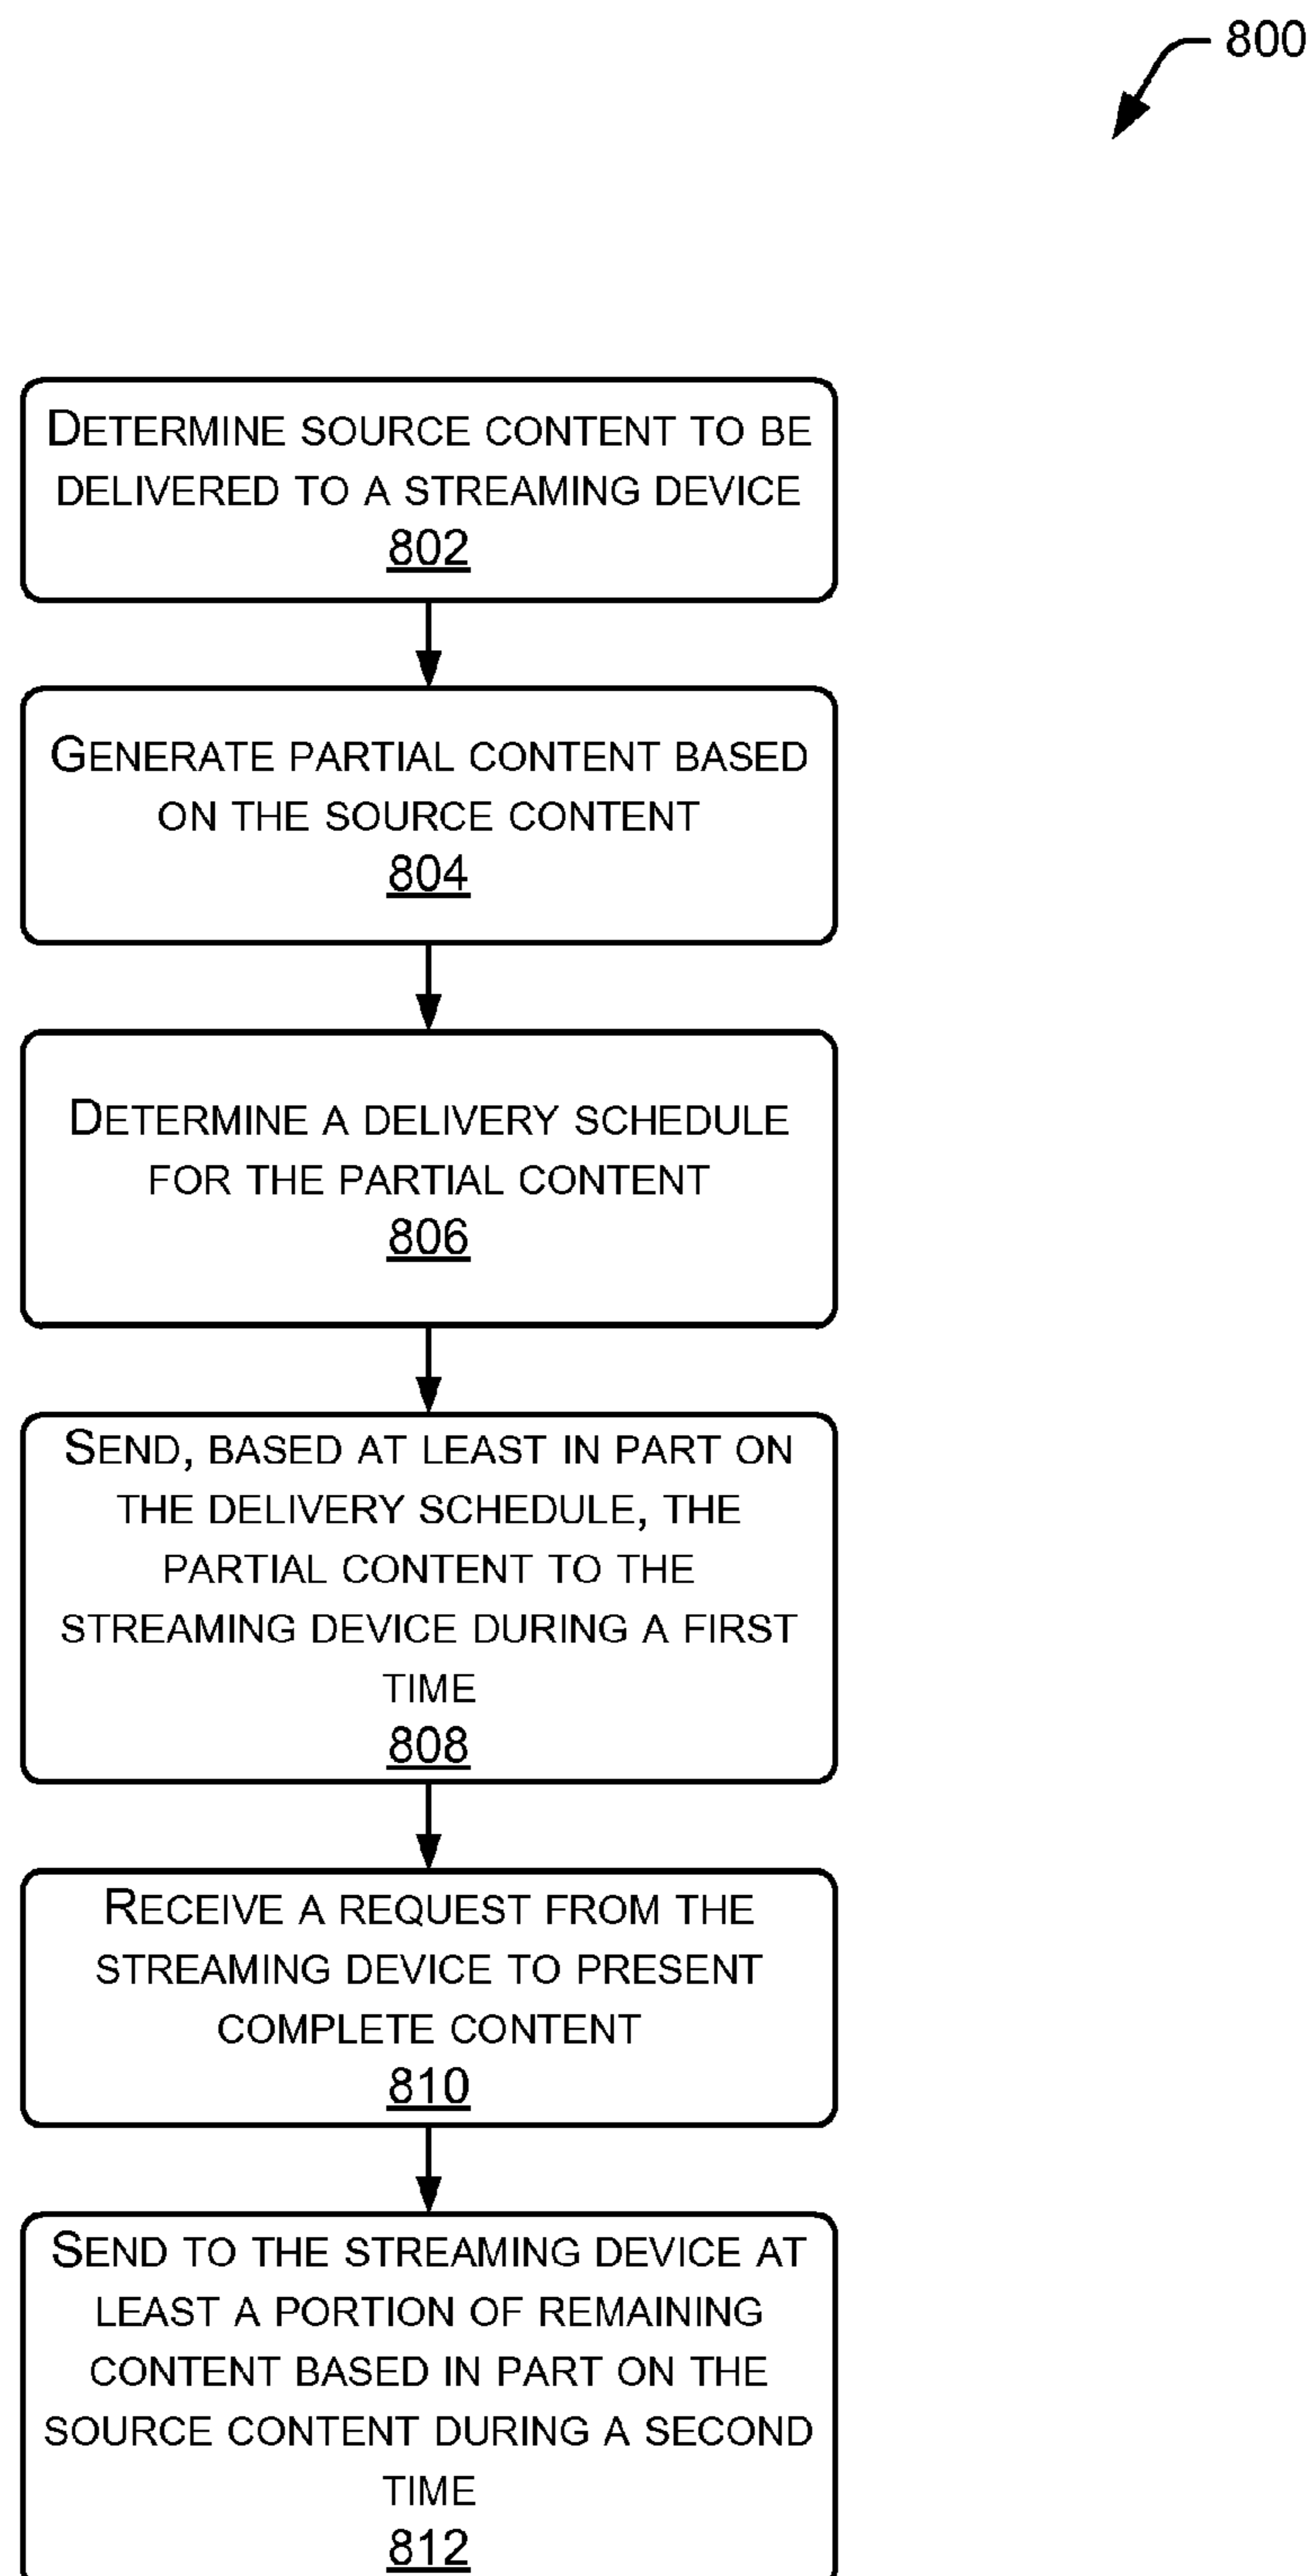 800
DETERMINE SOURCE CONTENT TO BE
DELIVERED TO A STREAMING DEVICE
802
GENERATE PARTIAL CONTENT BASED
ON THE SOURCE CONTENT
804
DETERMINE A DELIVERY SCHEDULE
FOR THE PARTIAL CONTENT
806
SEND, BASED AT LEAST IN PART ON
THE DELIVERY SCHEDULE, THE
PARTIAL CONTENT TO THE
STREAMING DEVICE DURING A FIRST
TIME
808
RECEIVE A REQUEST FROM THE
STREAMING DEVICE TO PRESENT
COMPLETE CONTENT
810
SEND TO THE STREAMING DEVICE AT
LEAST A PORTION OF REMAINING
CONTENT BASED IN PART ON THE
SOURCE CONTENT DURING A SECOND
TIME
812